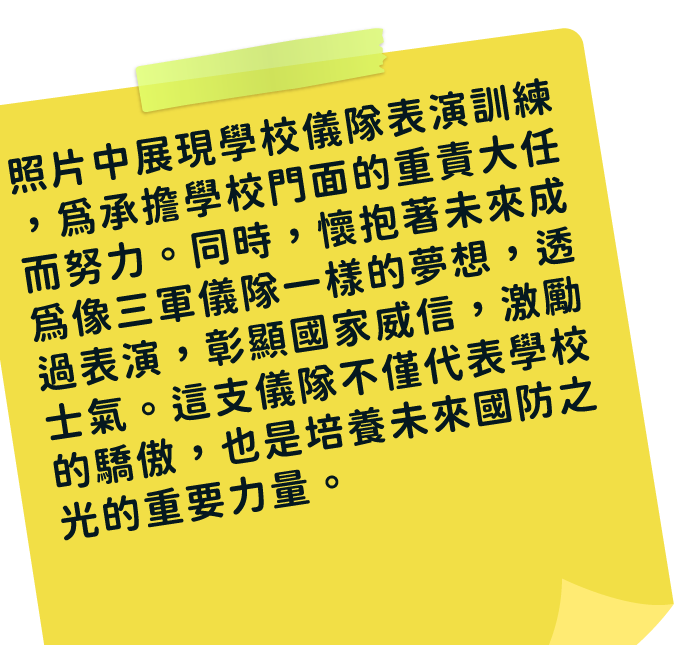 照片中展現學校儀隊表演訓練
，爲承擔學校門面的重責大任
而努力。同時，懷抱著未來成
爲像三軍儀隊一樣的夢想，透
過表演，彰顯國家威信，激勵
士氣。這支儀隊不僅代表學校
的驕傲，也是培養未來國防之
光的重要力量。